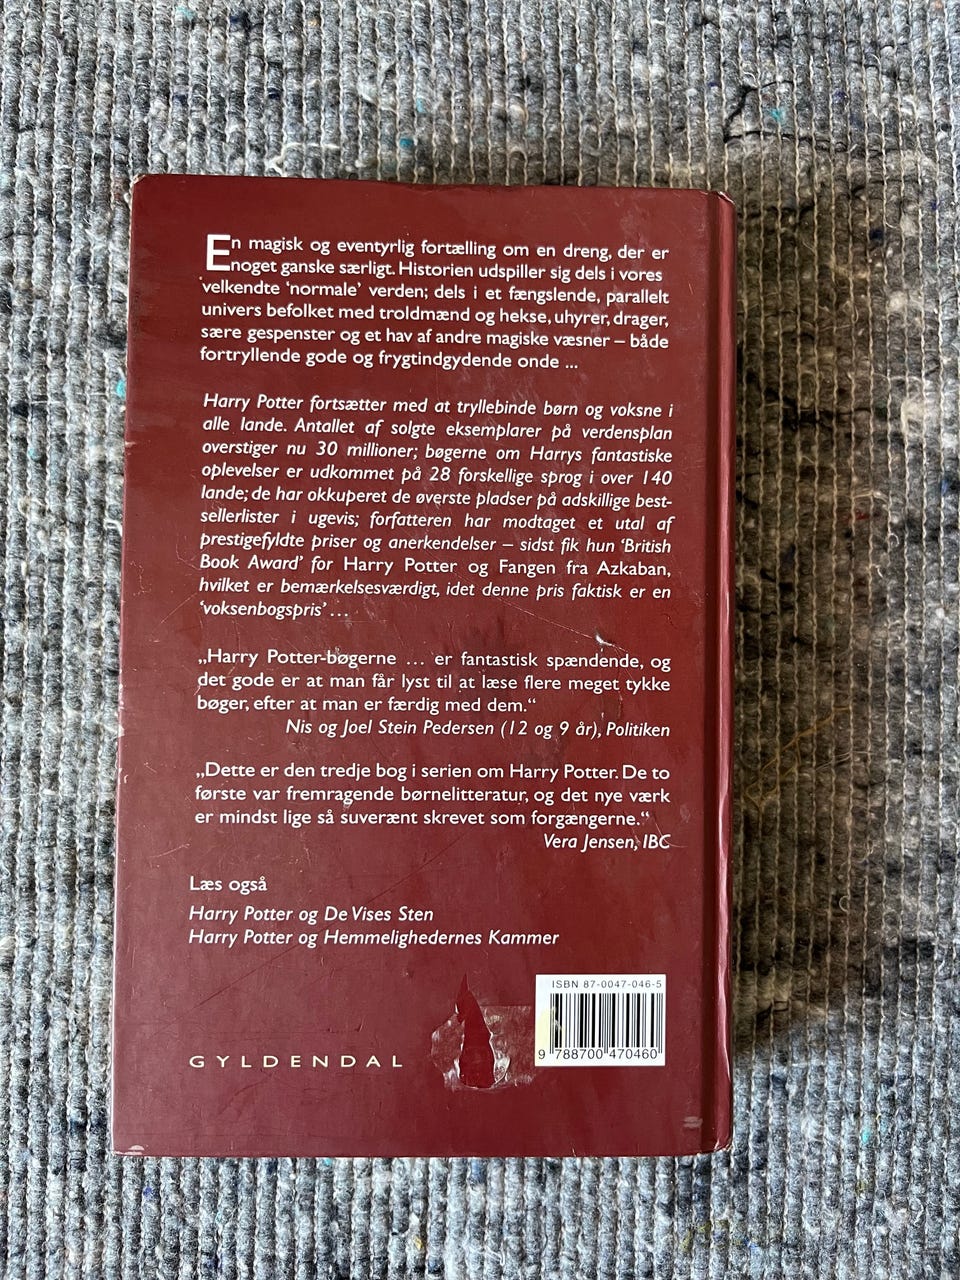 En magisk og eventyrlig fortælling om en dreng, der er
noget ganske særligt. Historien udspiller sig dels i vores
velkendte ‘normale’ verden; dels i et fængslende, parallelt
univers befolket med troldmænd og hekse, uhyrer, drager,
sære gespenster og et hav af andre magiske væsner – både
fortryllende gode og frygtindgydende onde ...
Harry Potter fortsætter med at tryllebinde børn og voksne i
alle lande. Antallet af solgte eksemplarer på verdensplan
overstiger nu 30 millioner; bøgerne om Harrys fantastiske
oplevelser er udkommet på 28 forskellige sprog i over 140
lande; de har okkuperet de øverste pladser på adskillige best-
sellerlister i ugevis; forfatteren har modtaget et utal af
prestigefyldte priser og anerkendelser – sidst fik hun ‘British
Book Award’ for Harry Potter og Fangen fra Azkaban,
hvilket er bemærkelsesværdigt, idet denne pris faktisk er en
‘voksenbogspris’ ...
„Harry Potter-bøgerne ... er fantastisk spændende, og
det gode er at man får lyst til at læse flere meget tykke
bøger, efter at man er færdig med dem.“
Nis og Joel Stein Pedersen (12 og 9 år), Politiken
„Dette er den tredje bog i serien om Harry Potter. De to
første var fremragende børnelitteratur, og det nye værk
er mindst lige så suverænt skrevet som forgængerne.“
Vera Jensen, IBC
Læs også
Harry Potter og De Vises Sten
Harry Potter og Hemmelighedernes Kammer
ISBN 87-0047-046-5
9 788700 470460
GYLDENDAL